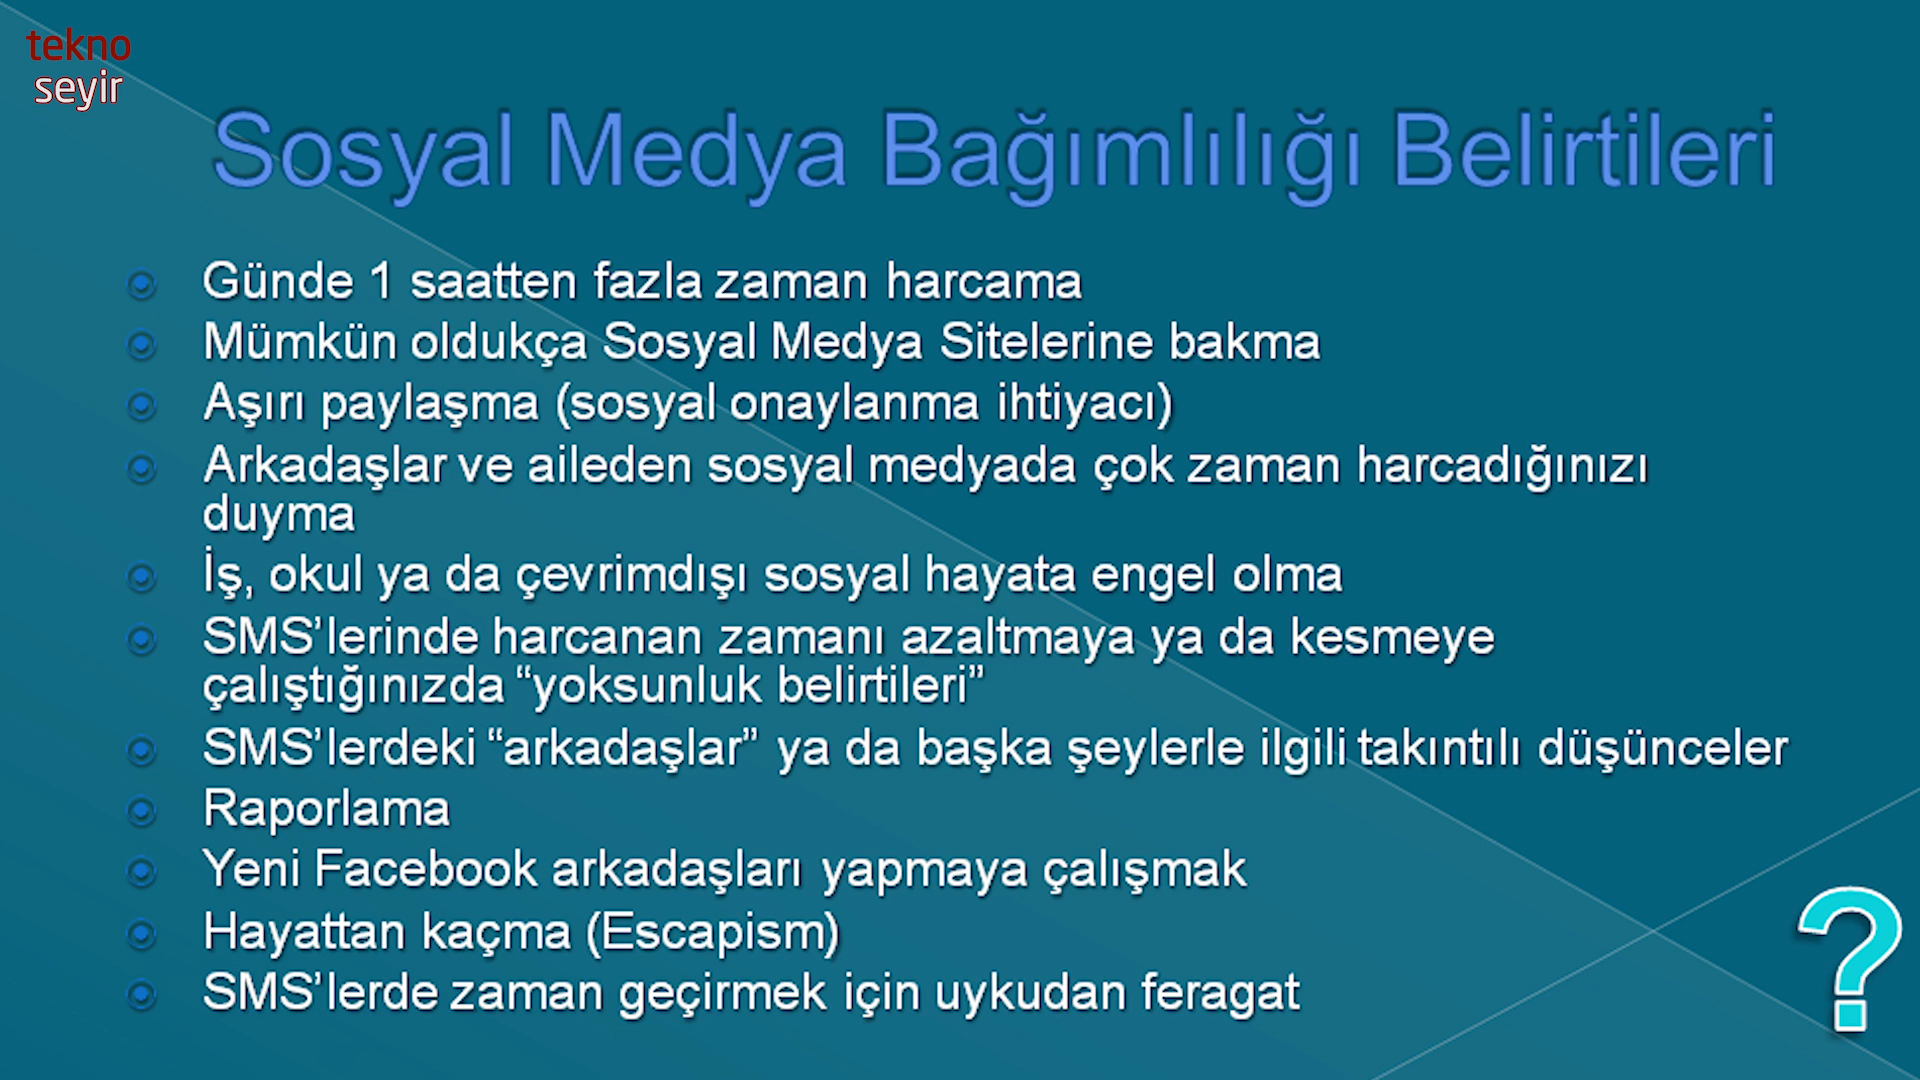 tekno
seyir
Sosyal Medya Bağımlılığı Belirtileri
Günde 1 saatten fazla zaman harcama
Mümkün oldukça Sosyal Medya Sitelerine bakma
Aşırı paylaşma (sosyal onaylanma ihtiyacı)
Arkadaşlar ve aileden sosyal medyada çok zaman harcadığınızı
duyma
İş, okul ya da çevrimdışı sosyal hayata engel olma
SMS’lerinde harcanan zamanı azaltmaya ya da kesmeye
çalıştığınızda “yoksunluk belirtileri”
SMS’lerdeki “arkadaşlar” ya da başka şeylerle ilgili takıntılı düşünceler
Raporlama
Yeni Facebook arkadaşları yapmaya çalışmak
Hayattan kaçma (Escapism)
SMS’lerde zaman geçirmek için uykudan feragat
?